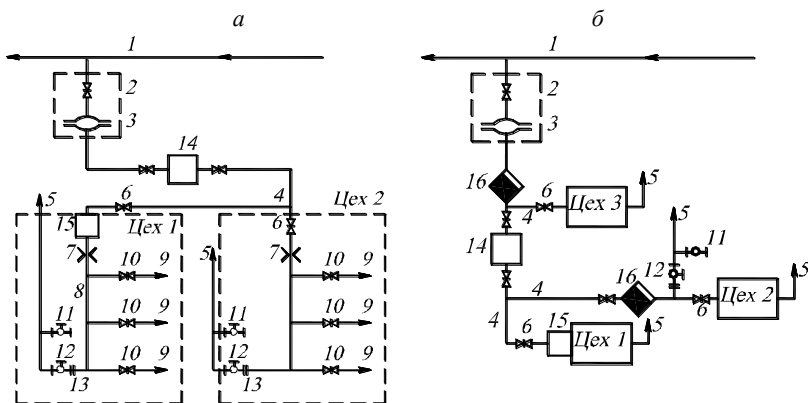 а б
1 1
2 2
3 3
14
16 6 5
5 6 4 Цех 2 4 Цех 3 5
15 Цех 1 6 14 11
7 5 7 12 5
10 9 10 9 16
8 4 Цех 2
11 10 9 11 10 9 4 6 15 5 6
12 10 9 12 10 9 Цех 1
13 13